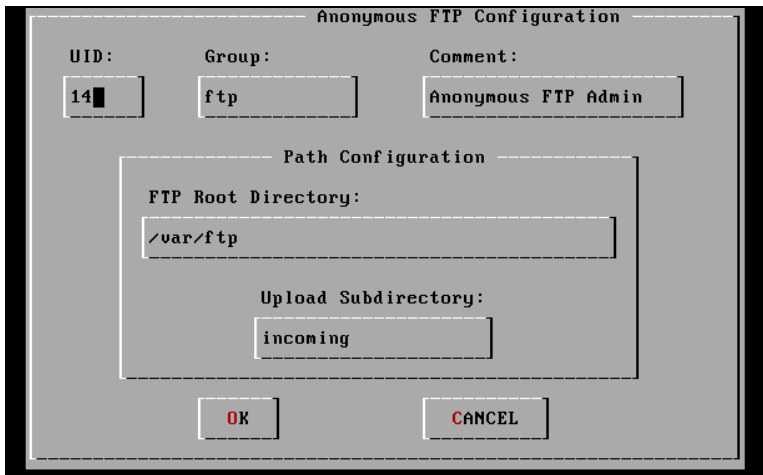 Anonymous FTP Configuration
UID: Group: Comment:
14 ftp Anonymous FTP Admin
Path Configuration
FTP Root Directory:
/var/ftp
Upload Subdirectory:
incoming
OK CANCEL